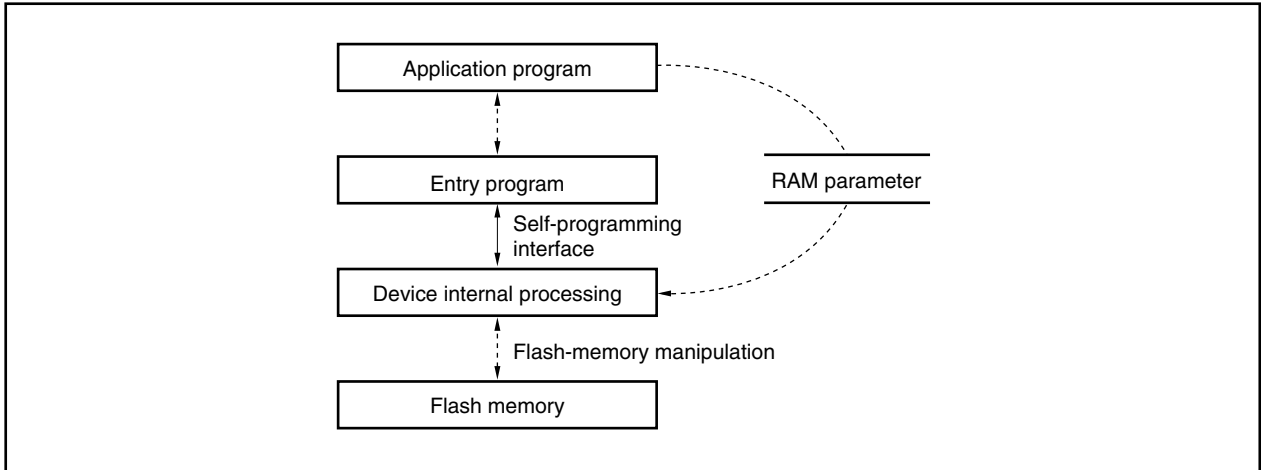 Application program
Entry program
RAM parameter
Self-programming
interface
Device internal processing
Flash-memory manipulation
Flash memory